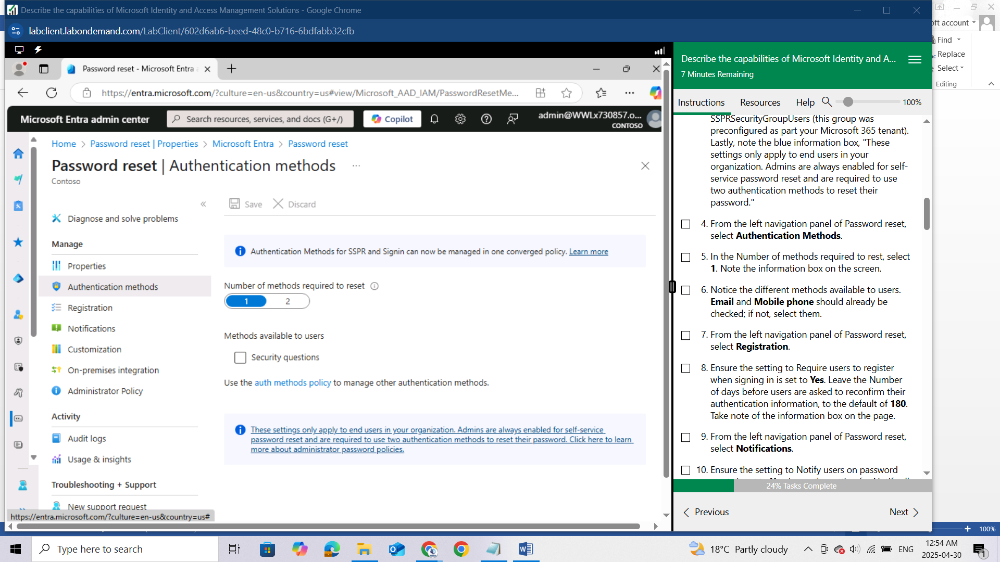 Describe the capabilities of Microsoft Identity and Access Management Solutions - Google Chrome
labclient.labondemand.com/LabClient/602d6ab6-beed-48c0-b716-6bdfabb32cfb
oft account
Find
Replace
Select
Editing
Password reset - Microsoft Entra a
https://entra.microsoft.com/?culture=en-us&country=us#view/Microsoft_AAD_IAM/PasswordResetMe...
Microsoft Entra admin center
Search resources, services, and docs (G+/)
Copilot
admin@WWLx730857.o...
CONTOSO
Home > Password reset | Properties > Microsoft Entra > Password reset
Password reset | Authentication methods
...
Contoso
Save
Discard
Diagnose and solve problems
Manage
Properties
Authentication methods
Registration
Notifications
Customization
On-premises integration
Administrator Policy
Activity
Audit logs
Usage & insights
Troubleshooting + Support
New support request
https://entra.microsoft.com/?culture=en-us&country=us#
Authentication Methods for SSPR and Signin can now be managed in one converged policy. Learn more
Number of methods required to reset
1
2
Methods available to users
Security questions
Use the auth methods policy to manage other authentication methods.
These settings only apply to end users in your organization. Admins are always enabled for self-service
password reset and are required to use two authentication methods to reset their password. Click here to learn
more about administrator password policies.
Describe the capabilities of Microsoft Identity and A...
7 Minutes Remaining
Instructions
Resources
Help
100%
SSPRSecurityGroupUsers (this group was
preconfigured as part your Microsoft 365 tenant).
Lastly, note the blue information box, "These
settings only apply to end users in your
organization. Admins are always enabled for self-
service password reset and are required to use
two authentication methods to reset their
password."
4. From the left navigation panel of Password reset,
select Authentication Methods.
5. In the Number of methods required to rest, select
1. Note the information box on the screen.
6. Notice the different methods available to users.
Email and Mobile phone should already be
checked; if not, select them.
7. From the left navigation panel of Password reset,
select Registration.
8. Ensure the setting to Require users to register
when signing in is set to Yes. Leave the Number
of days before users are asked to reconfirm their
authentication information, to the default of 180.
Take note of the information box on the page.
9. From the left navigation panel of Password reset,
select Notifications.
10. Ensure the setting to Notify users on password
24% Tasks Complete
Previous
Next
100%
Type here to search
18°C Partly cloudy
ENG
12:54 AM
2025-04-30
1